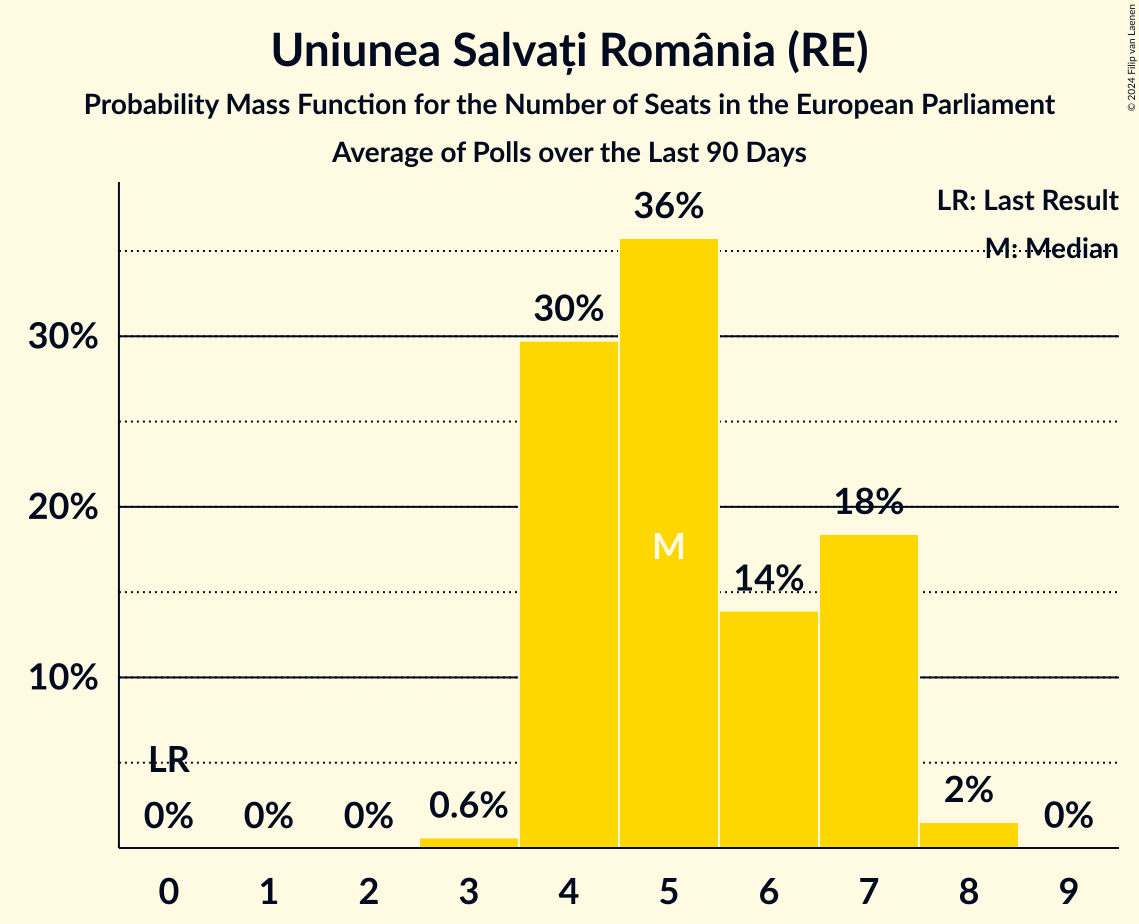 Uniunea Salvați România (RE)
Probability Mass Function for the Number of Seats in the European Parliament
Average of Polls over the Last 90 Days
© 2024 Filip van Laenen
LR: Last Result
M: Median
36%
30%
30%
20%
18%
M
14%
10%
LR
0%
0%
0%
0.6%
2%
0%
0 1 2 3 4 5 6 7 8 9